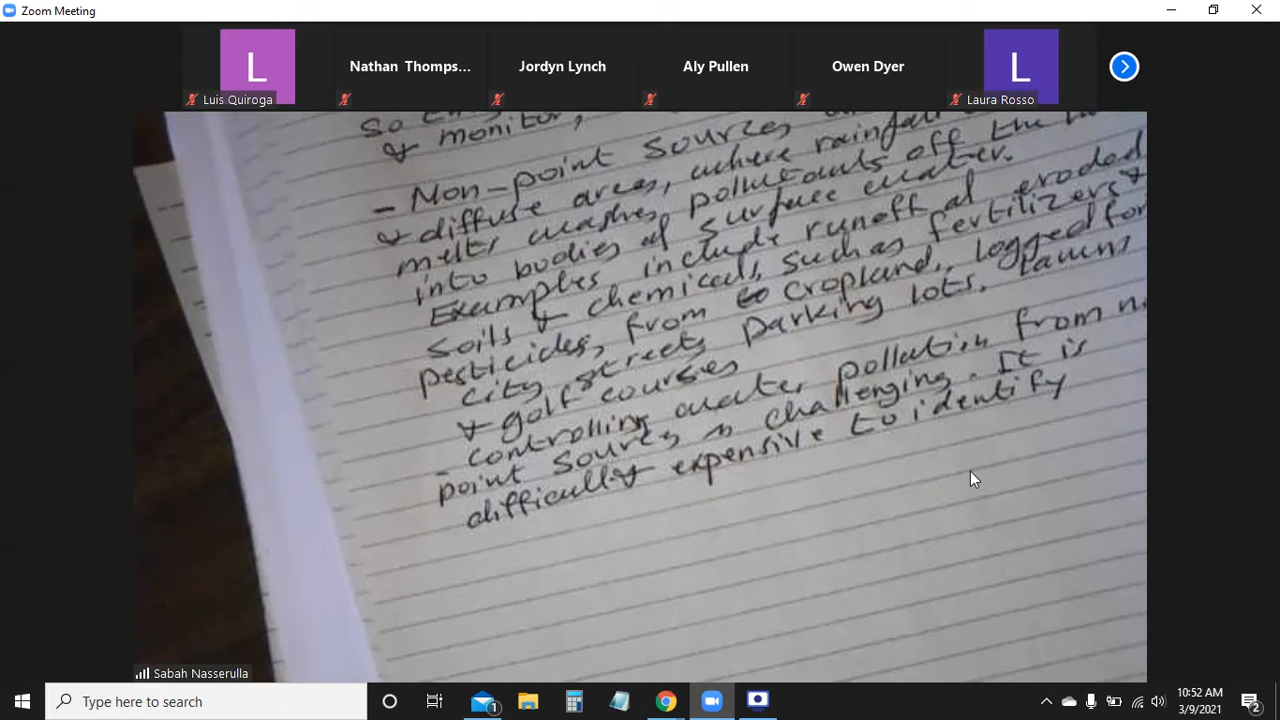 Zoom Meeting
L
Luis Quiroga
Nathan Thomps...
Jordyn Lynch
Aly Pullen
Owen Dyer
L
Laura Rosso
so
& monitor,
- Non-point sources
& diffuse areas, where rainfall
melts washes pollutants off the
into bodies of surface water.
Examples include runoff of eroded
soils & chemicals, such as fertilizers &
pesticides, from cropland, logged for
city streets parking lots. Lawns
& golf courses
- controlling water pollution from
point sources is challenging. It is
difficult & expensive to identify
Sabah Nasserulla
Type here to search
1
10:52 AM
3/9/2021
2